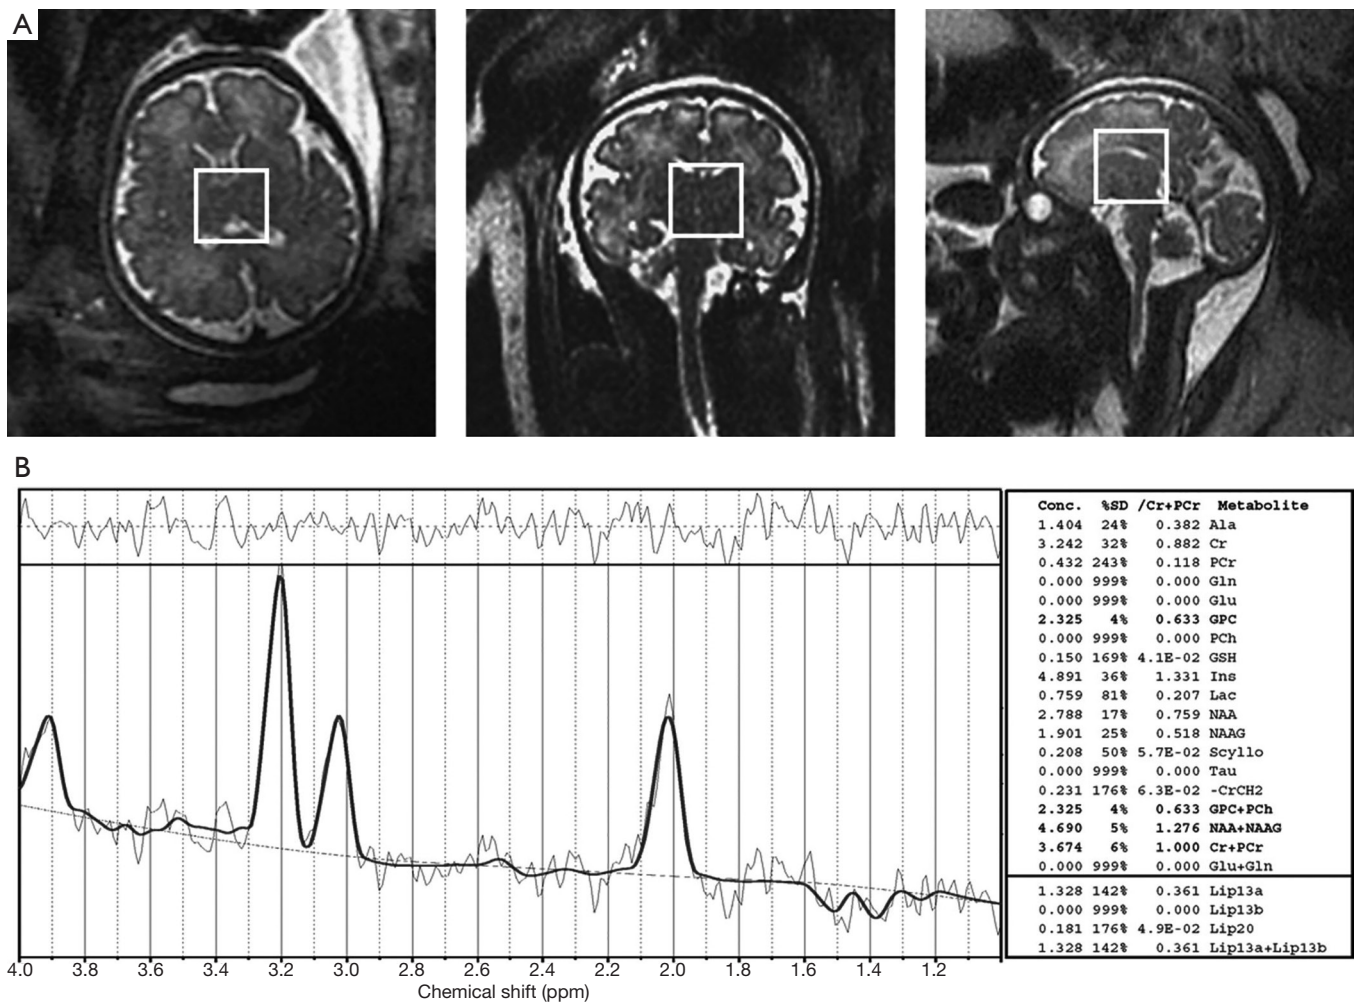 A
B
Conc. %SD /Cr+PCr Metabolite
1.404 24% 0.382 Ala
3.242 32% 0.882 Cr
0.432 243% 0.118 PCr
0.000 999% 0.000 Gln
0.000 999% 0.000 Glu
2.325 4% 0.633 GPC
0.000 999% 0.000 PCh
0.150 169% 4.1E-02 GSH
4.891 36% 1.331 Ins
0.759 81% 0.207 Lac
2.788 17% 0.759 NAA
1.901 25% 0.518 NAAG
0.208 50% 5.7E-02 Scyllo
0.000 999% 0.000 Tau
0.231 176% 6.3E-02 -CrCH2
2.325 4% 0.633 GPC+PCh
4.690 5% 1.276 NAA+NAAG
3.674 6% 1.000 Cr+PCr
0.000 999% 0.000 Glu+Gln
1.328 142% 0.361 Lip13a
0.000 999% 0.000 Lip13b
0.181 176% 4.9E-02 Lip20
1.328 142% 0.361 Lip13a+Lip13b
4.0 3.8 3.6 3.4 3.2 3.0 2.8 2.6 2.4 2.2 2.0 1.8 1.6 1.4 1.2
Chemical shift (ppm)